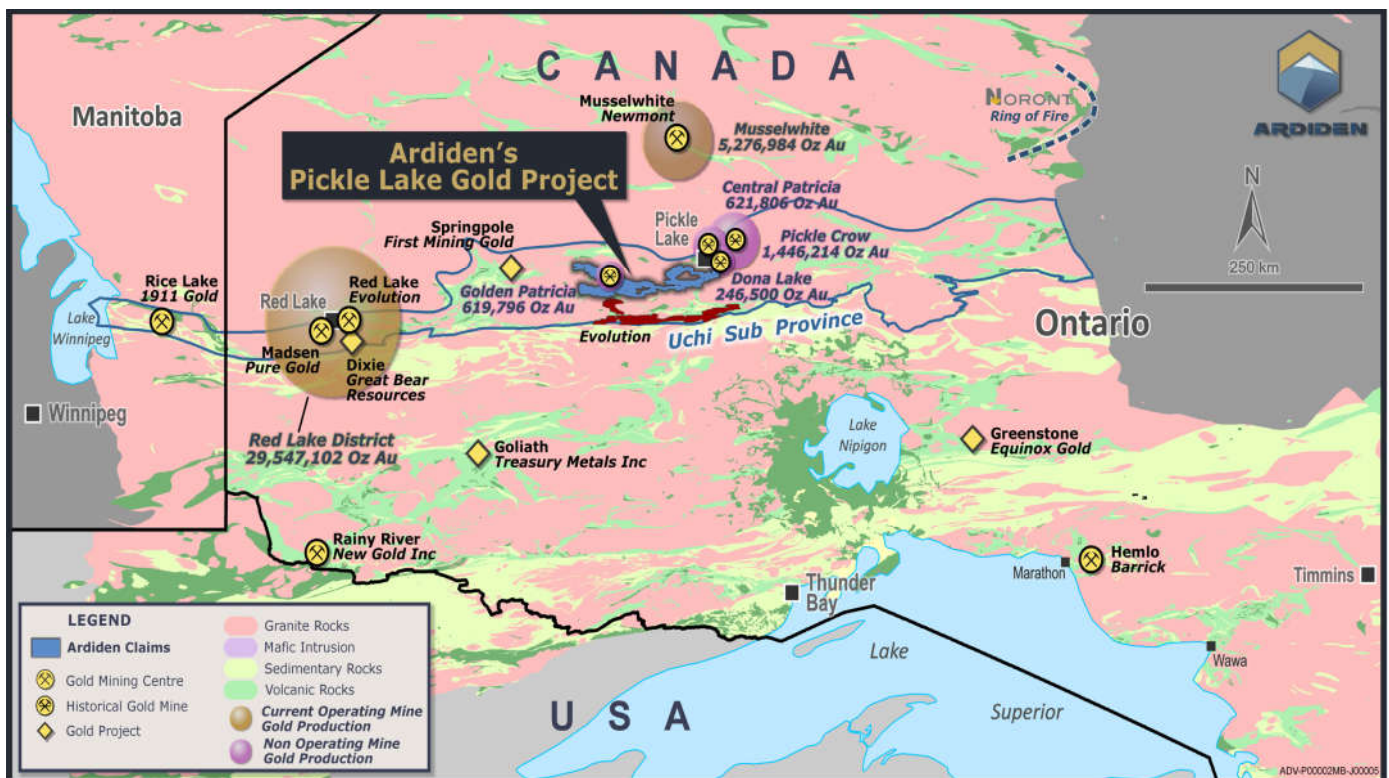 C A N A D A
Manitoba
Musselwhite
Newmont
NORONT
Ring of Fire
ARDIDEN
Musselwhite
5,276,984 Oz Au
Ardiden's
Pickle Lake Gold Project
Central Patricia
621,806 Oz Au
N
Springpole
First Mining Gold
Pickle
Lake
Pickle Crow
1,446,214 Oz Au
250 km
Rice Lake
1911 Gold
Red Lake
Red Lake
Evolution
Golden Patricia
619,796 Oz Au
Dona Lake
246,500 Oz Au
Lake
Winnipeg
Madsen
Pure Gold
Dixie
Great Bear
Resources
Evolution
Uchi Sub Province
Ontario
Winnipeg
Red Lake District
29,547,102 Oz Au
Goliath
Treasury Metals Inc
Lake
Nipigon
Greenstone
Equinox Gold
Rainy River
New Gold Inc
Thunder
Bay
Marathon
Hemlo
Barrick
Timmins
Wawa
Lake
Superior
U S A
LEGEND
Ardiden Claims
Gold Mining Centre
Historical Gold Mine
Gold Project
Granite Rocks
Mafic Intrusion
Sedimentary Rocks
Volcanic Rocks
Current Operating Mine
Gold Production
Non Operating Mine
Gold Production
ADV-P00002MB-J00005